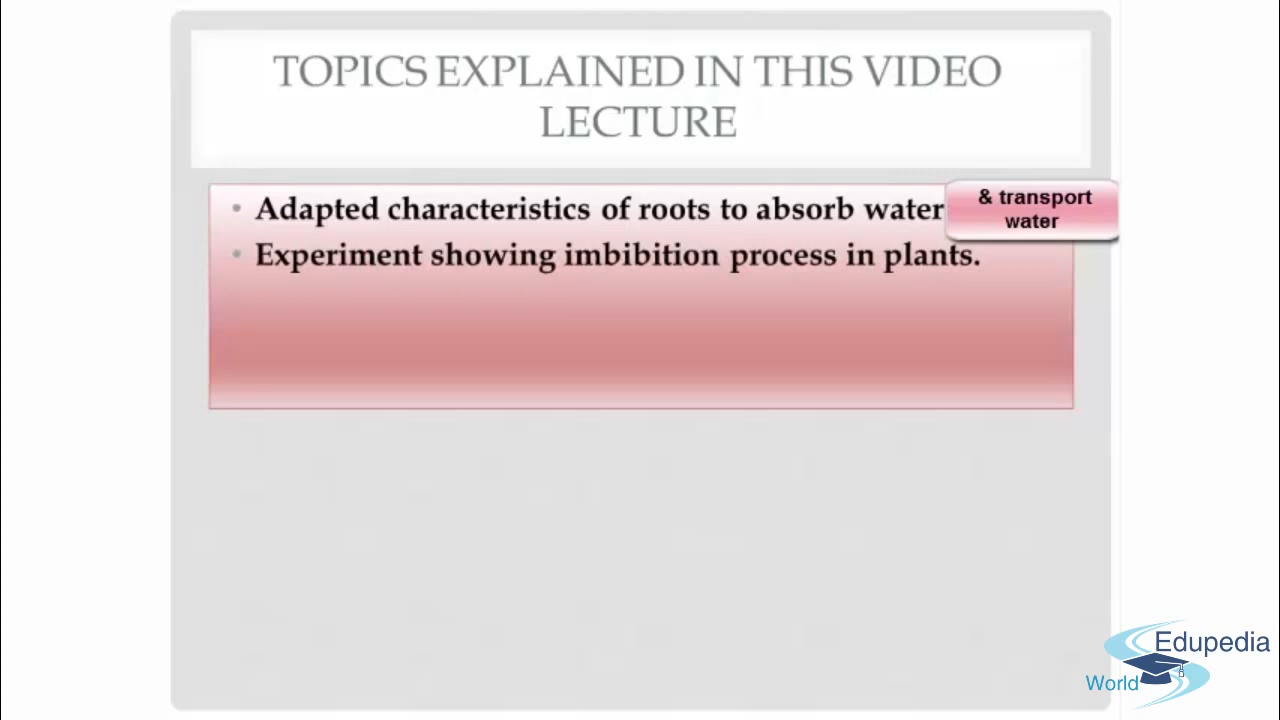 TOPICS EXPLAINED IN THIS VIDEO
LECTURE
• Adapted characteristics of roots to absorb water
& transport
water
• Experiment showing imbibition process in plants.
Edupedia
World